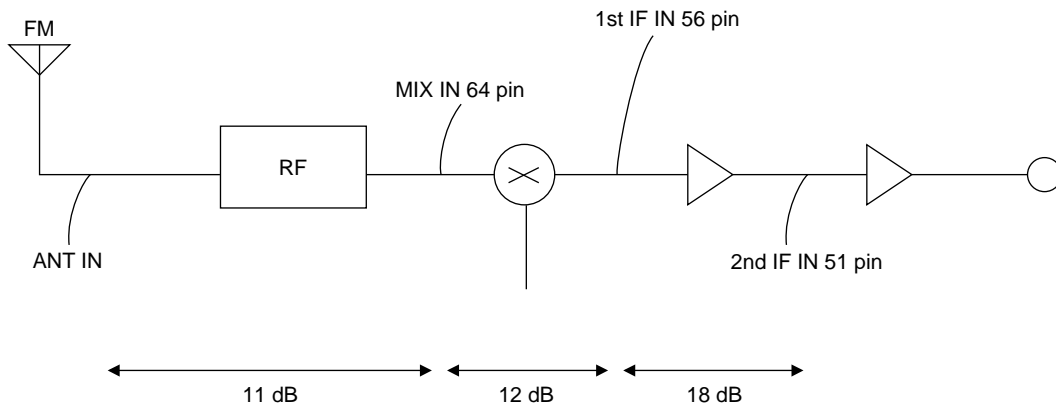 FM
1st IF IN 56 pin
MIX IN 64 pin
RF
ANT IN
2nd IF IN 51 pin
11 dB
12 dB
18 dB